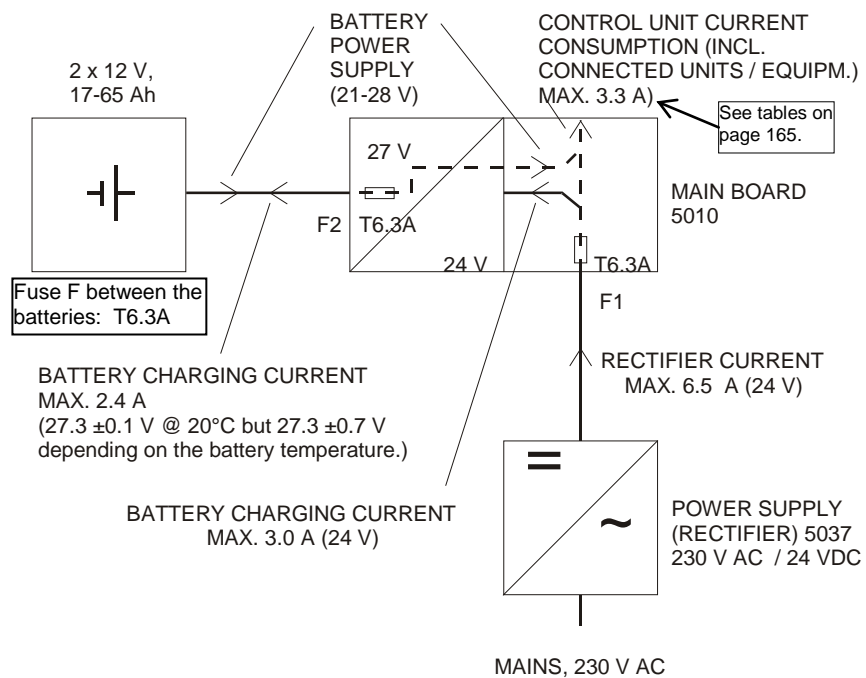 BATTERY
POWER
SUPPLY
(21-28 V)
CONTROL UNIT CURRENT
CONSUMPTION (INCL.
CONNECTED UNITS / EQUIPM.)
MAX. 3.3 A)
2 x 12 V,
17-65 Ah
See tables on
page 165.
27 V
F2 T6.3A
MAIN BOARD
5010
24 V
T6.3A
F1
Fuse F between the
batteries: T6.3A
RECTIFIER CURRENT
MAX. 6.5 A (24 V)
BATTERY CHARGING CURRENT
MAX. 2.4 A
(27.3 ±0.1 V @ 20°C but 27.3 ±0.7 V
depending on the battery temperature.)
BATTERY CHARGING CURRENT
MAX. 3.0 A (24 V)
=
~
POWER SUPPLY
(RECTIFIER) 5037
230 V AC / 24 VDC
MAINS, 230 V AC